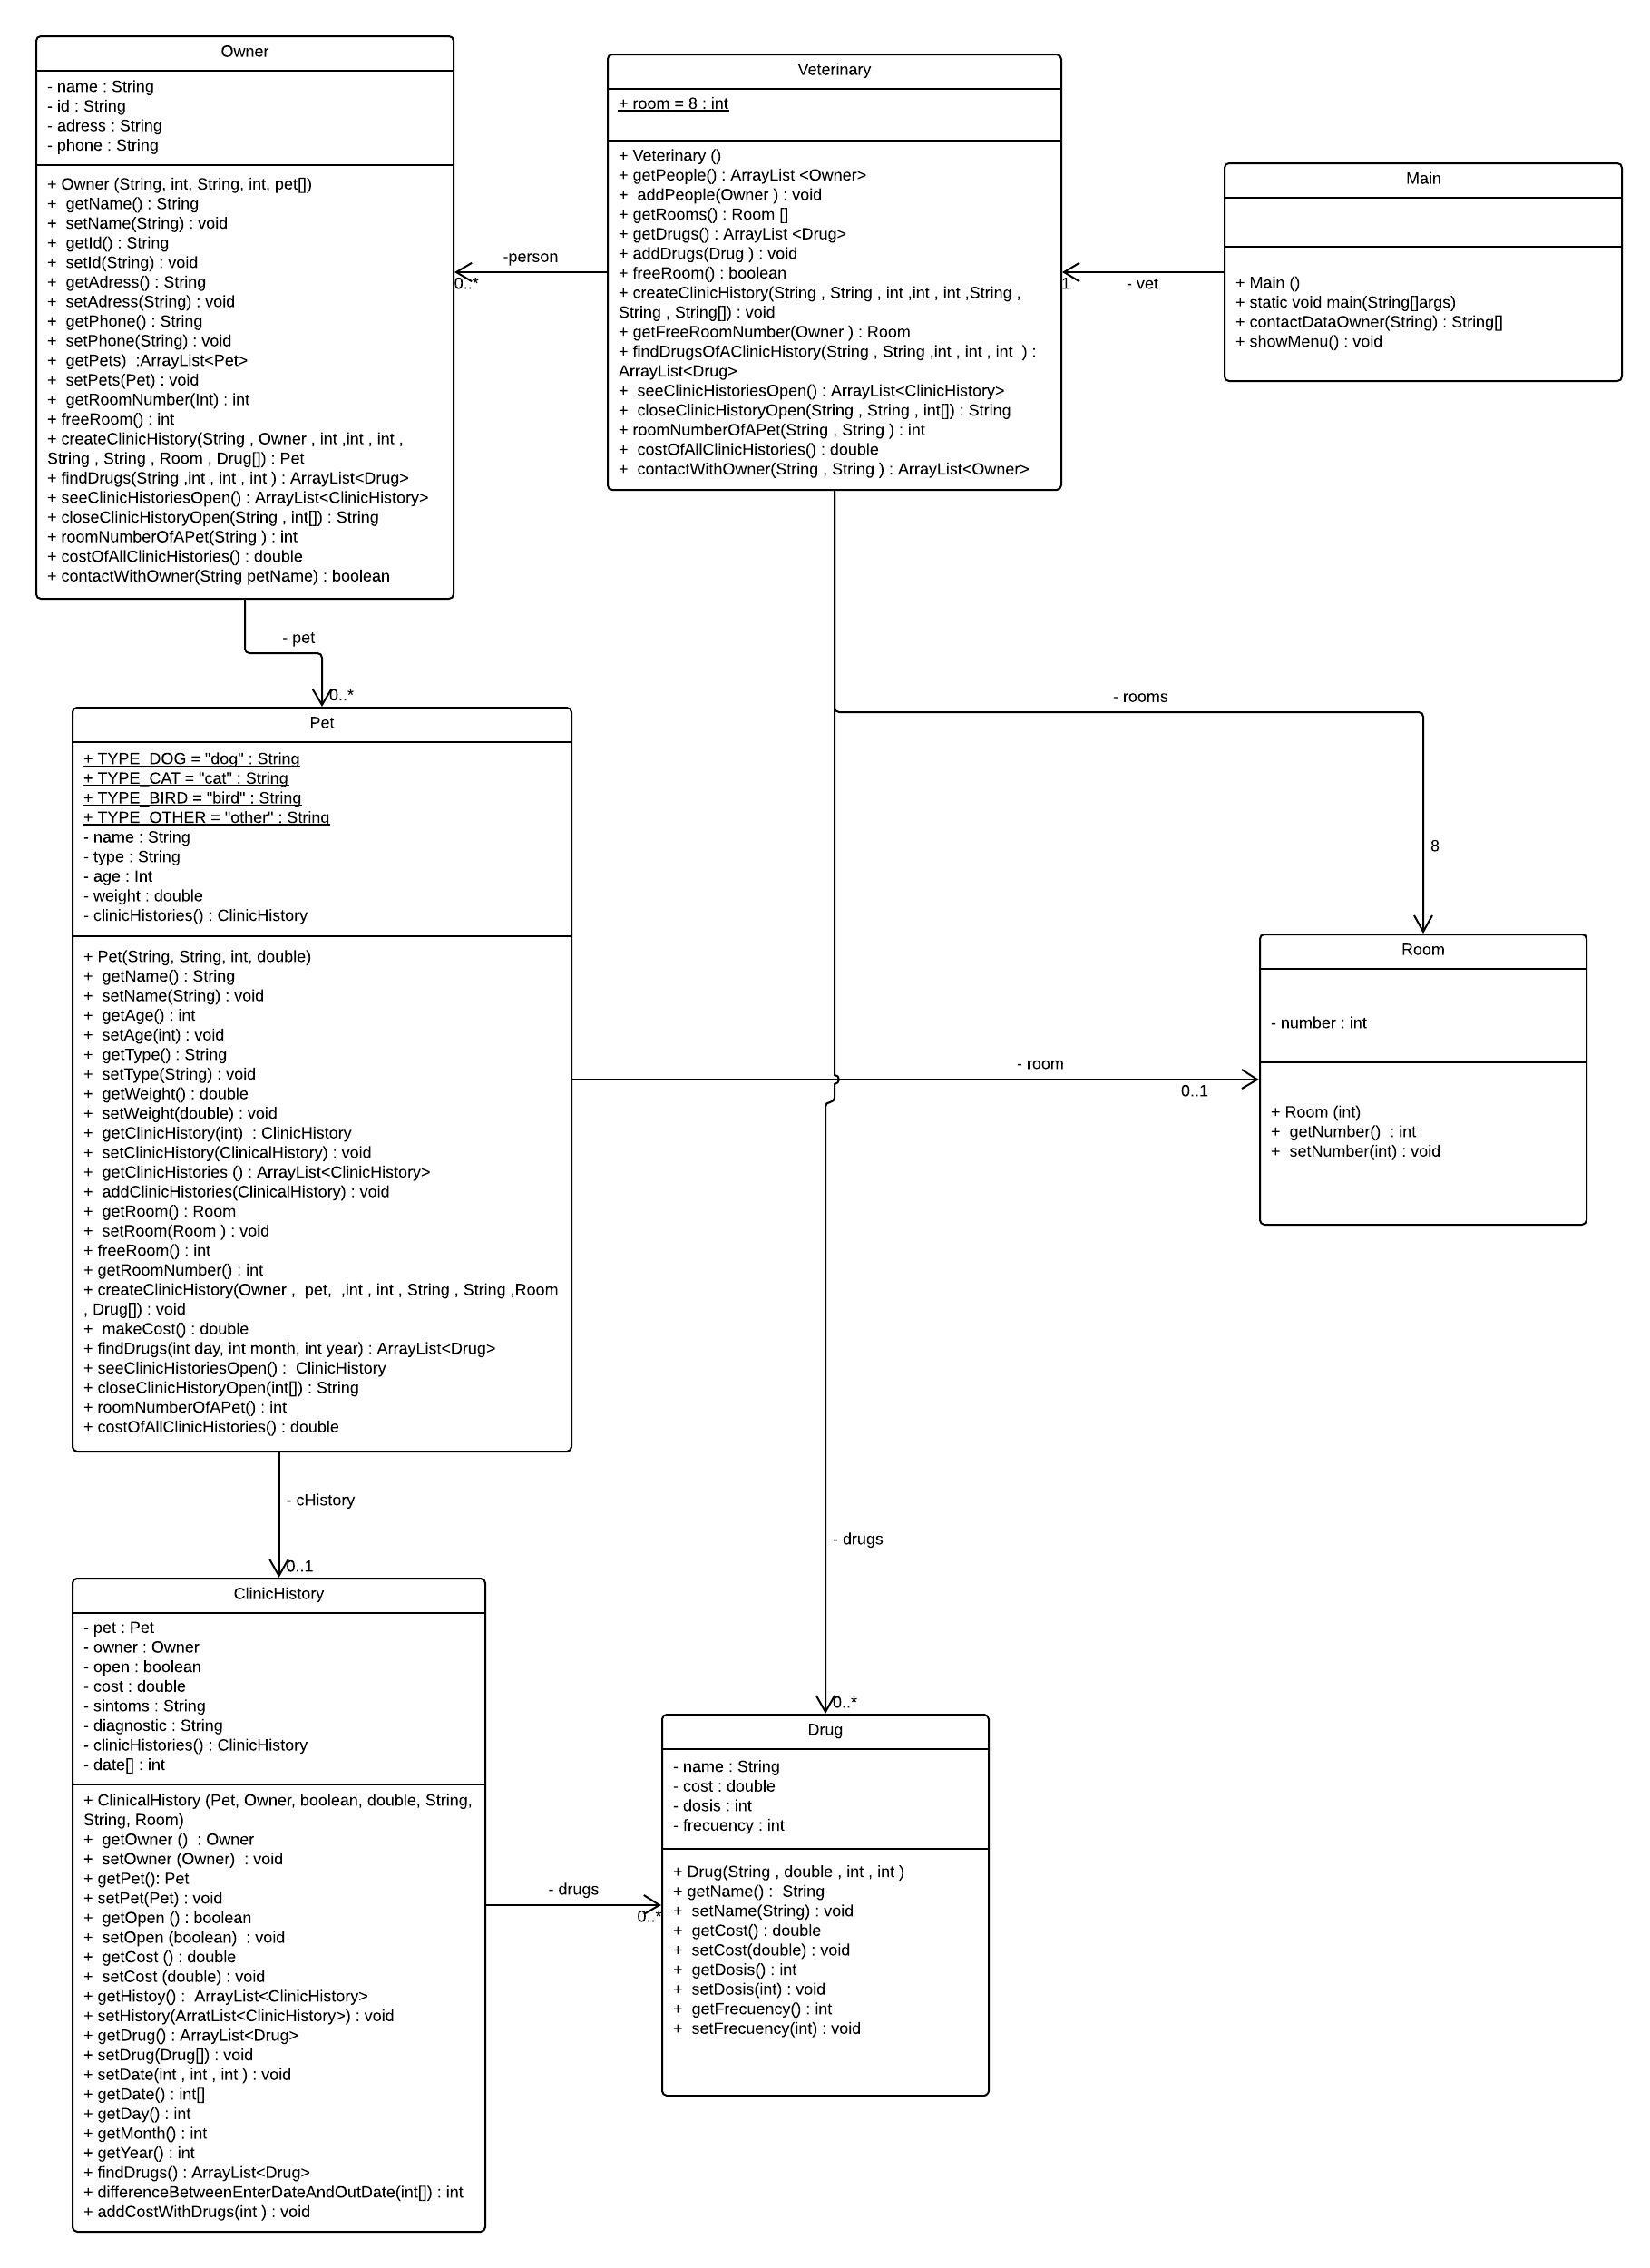 Owner
- name : String
- id : String
- adress : String
- phone : String
+ Owner (String, int, String, int, pet[])
+  getName() : String
+  setName(String) : void
+  getId() : String
+  setId(String) : void
+  getAdress() : String
+  setAdress(String) : void
+  getPhone() : String
+  setPhone(String) : void
+  getPets)  :ArrayList<Pet>
+  setPets(Pet) : void
+  getRoomNumber(Int) : int
+ freeRoom() : int
+ createClinicHistory(String , Owner , int ,int , int ,
String , String , Room , Drug[]) : Pet
+ findDrugs(String ,int , int , int ) : ArrayList<Drug>
+ seeClinicHistoriesOpen() : ArrayList<ClinicHistory>
+ closeClinicHistoryOpen(String , int[]) : String
+ roomNumberOfAPet(String ) : int
+ costOfAllClinicHistories() : double
+ contactWithOwner(String petName) : boolean
-person
0..*
Veterinary
+ room = 8 : int
+ Veterinary ()
+ getPeople() : ArrayList <Owner>
+  addPeople(Owner ) : void
+ getRooms() : Room []
+ getDrugs() : ArrayList <Drug>
+ addDrugs(Drug ) : void
+ freeRoom() : boolean
+ createClinicHistory(String , String , int ,int , int ,String ,
String , String[]) : void
+ getFreeRoomNumber(Owner ) : Room
+ findDrugsOfAClinicHistory(String , String ,int , int , int  ) :
ArrayList<Drug>
+  seeClinicHistoriesOpen() : ArrayList<ClinicHistory>
+  closeClinicHistoryOpen(String , String , int[]) : String
+ roomNumberOfAPet(String , String ) : int
+  costOfAllClinicHistories() : double
+  contactWithOwner(String , String ) : ArrayList<Owner>
1
- vet
Main
+ Main ()
+ static void main(String[]args)
+ contactDataOwner(String) : String[]
+ showMenu() : void
- pet
0..*
- rooms
8
Pet
+ TYPE_DOG = "dog" : String
+ TYPE_CAT = "cat" : String
+ TYPE_BIRD = "bird" : String
+ TYPE_OTHER = "other" : String
- name : String
- type : String
- age : Int
- weight : double
- clinicHistories() : ClinicHistory
+ Pet(String, String, int, double)
+  getName() : String
+  setName(String) : void
+  getAge() : int
+  setAge(int) : void
+  getType() : String
+  setType(String) : void
+  getWeight() : double
+  setWeight(double) : void
+  getClinicHistory(int)  : ClinicHistory
+  setClinicHistory(ClinicalHistory) : void
+  getClinicHistories () : ArrayList<ClinicHistory>
+  addClinicHistories(ClinicalHistory) : void
+  getRoom() : Room
+  setRoom(Room ) : void
+ freeRoom() : int
+ getRoomNumber() : int
+ createClinicHistory(Owner ,  pet,  ,int , int , String , String ,Room
, Drug[]) : void
+  makeCost() : double
+ findDrugs(int day, int month, int year) : ArrayList<Drug>
+ seeClinicHistoriesOpen() :  ClinicHistory
+ closeClinicHistoryOpen(int[]) : String
+ roomNumberOfAPet() : int
+ costOfAllClinicHistories() : double
- room
0..1
Room
- number : int
+ Room (int)
+  getNumber()  : int
+  setNumber(int) : void
- cHistory
0..1
- drugs
0..*
ClinicHistory
- pet : Pet
- owner : Owner
- open : boolean
- cost : double
- sintoms : String
- diagnostic : String
- clinicHistories() : ClinicHistory
- date[] : int
+ ClinicalHistory (Pet, Owner, boolean, double, String,
String, Room)
+  getOwner ()  : Owner
+  setOwner (Owner)  : void
+ getPet(): Pet
+ setPet(Pet) : void
+  getOpen () : boolean
+  setOpen (boolean)  : void
+  getCost () : double
+  setCost (double) : void
+ getHistoy() :  ArrayList<ClinicHistory>
+ setHistory(ArratList<ClinicHistory>) : void
+ getDrug() : ArrayList<Drug>
+ setDrug(Drug[]) : void
+ setDate(int , int , int ) : void
+ getDate() : int[]
+ getDay() : int
+ getMonth() : int
+ getYear() : int
+ findDrugs() : ArrayList<Drug>
+ differenceBetweenEnterDateAndOutDate(int[]) : int
+ addCostWithDrugs(int ) : void
- drugs
0..*
Drug
- name : String
- cost : double
- dosis : int
- frecuency : int
+ Drug(String , double , int , int )
+ getName() :  String
+  setName(String) : void
+  getCost() : double
+  setCost(double) : void
+  getDosis() : int
+  setDosis(int) : void
+  getFrecuency() : int
+  setFrecuency(int) : void